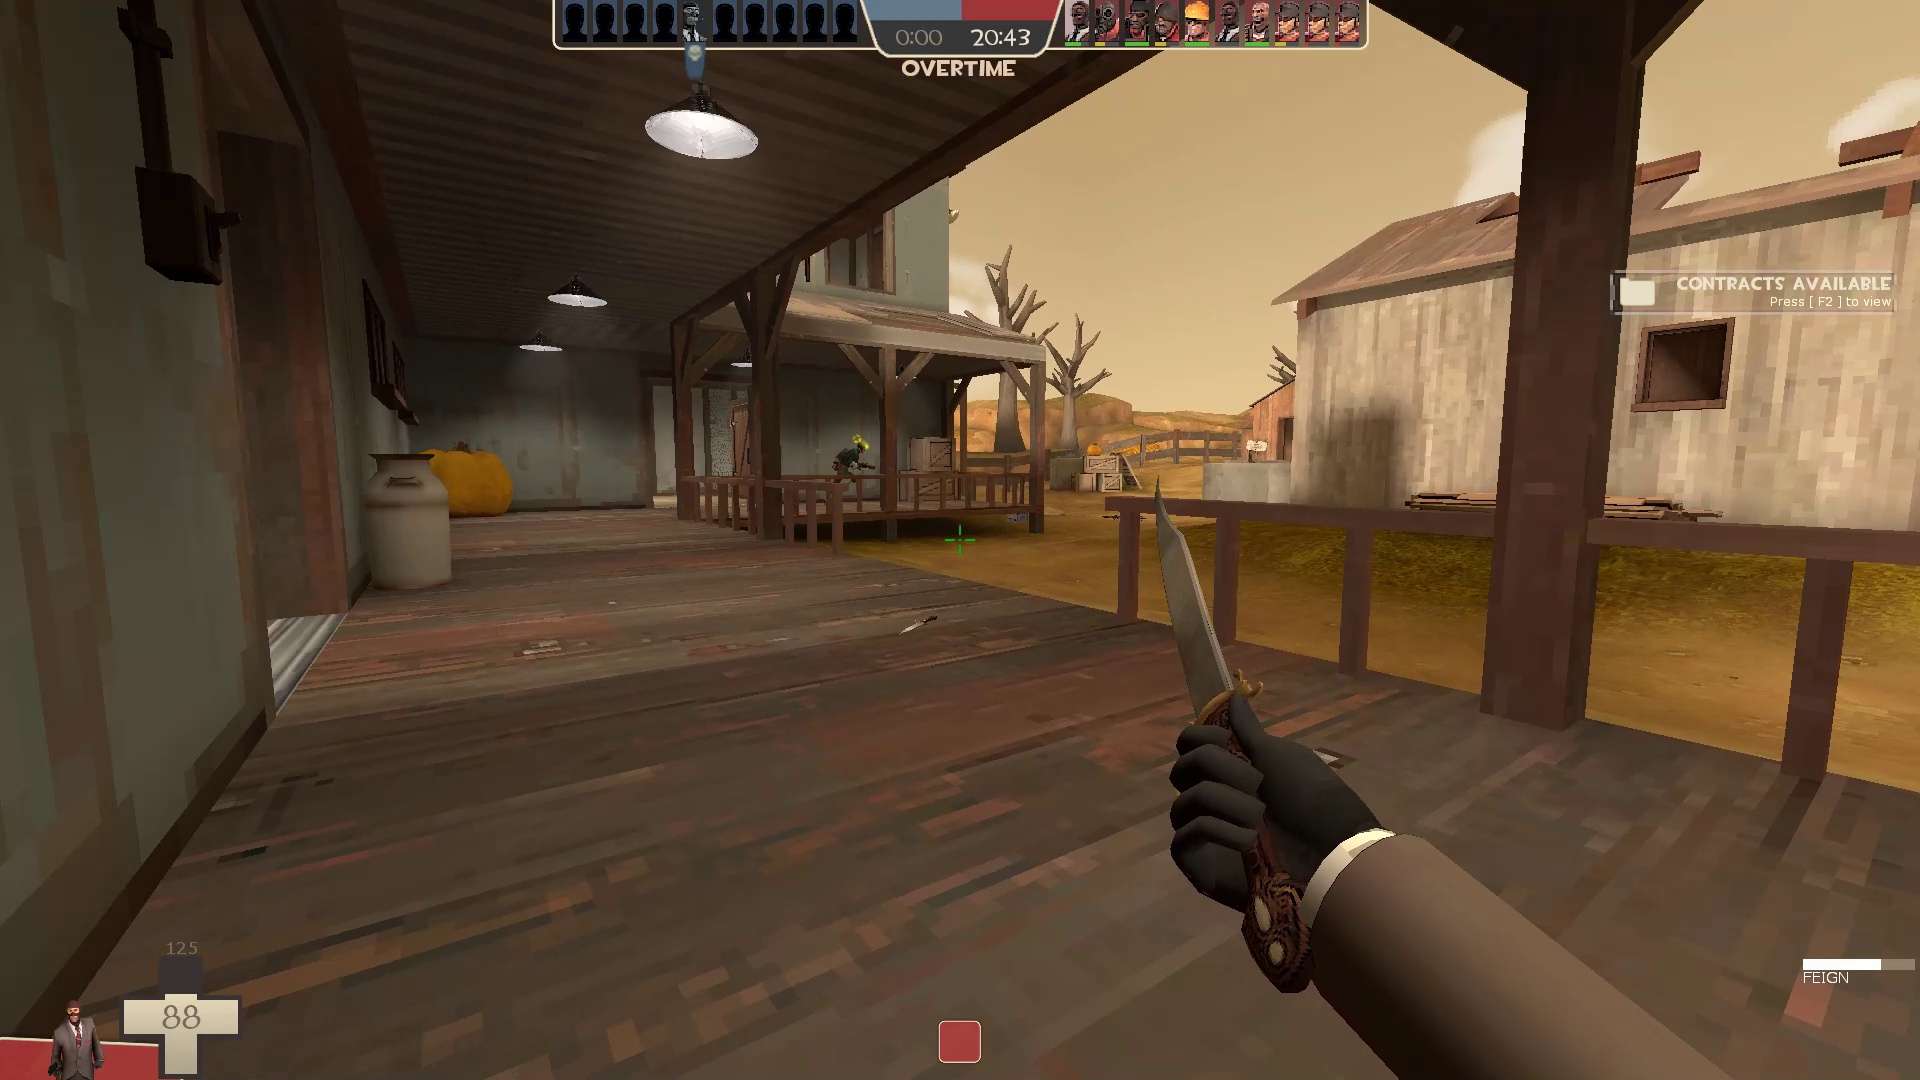 0:00 20:43
OVERTIME
CONTRACTS AVAILABLE
Press [ F2 ] to view
125
88
FEIGN